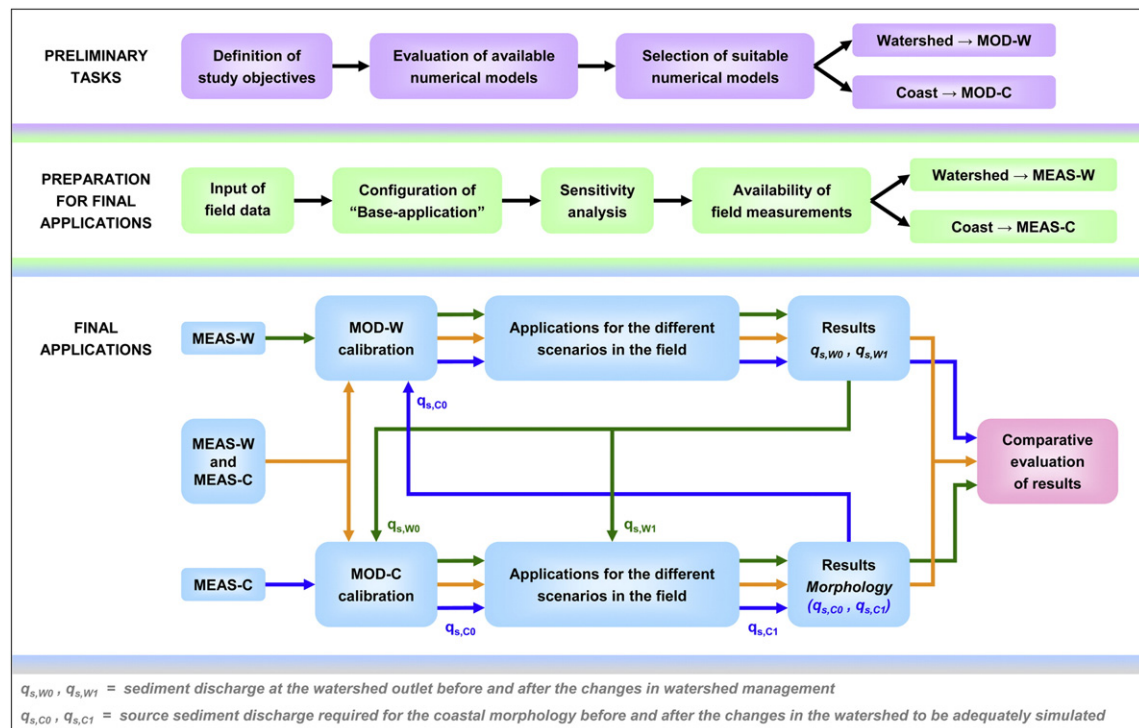 PRELIMINARY
TASKS
Definition of
study objectives
Evaluation of available
numerical models
Selection of suitable
numerical models
Watershed → MOD-W
Coast → MOD-C
PREPARATION
FOR FINAL
APPLICATIONS
Input of
field data
Configuration of
“Base-application”
Sensitivity
analysis
Availability of
field measurements
Watershed → MEAS-W
Coast → MEAS-C
FINAL
APPLICATIONS
MEAS-W
MOD-W
calibration
Applications for the different
scenarios in the field
Results
qs,W0 , qs,W1
qs,C0
MEAS-W
and
MEAS-C
Comparative
evaluation
of results
qs,W0
qs,W1
MEAS-C
MOD-C
calibration
Applications for the different
scenarios in the field
Results
Morphology
(qs,C0 , qs,C1)
qs,C0
qs,C1
qs,W0 , qs,W1 = sediment discharge at the watershed outlet before and after the changes in watershed management
qs,C0 , qs,C1 = source sediment discharge required for the coastal morphology before and after the changes in the watershed to be adequately simulated